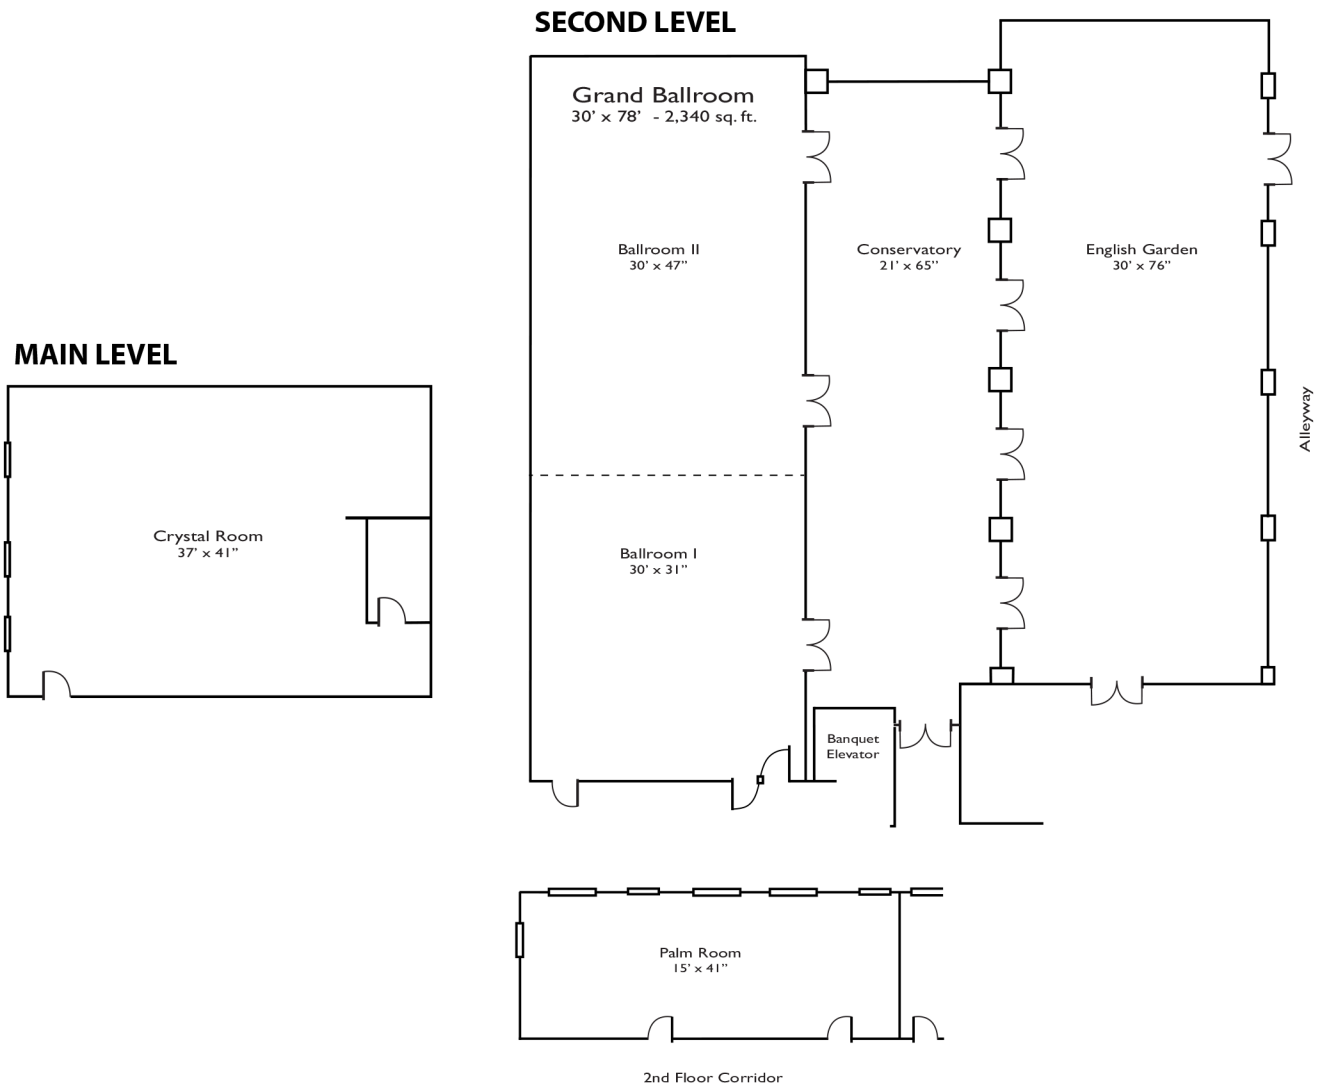 SECOND LEVEL
Grand Ballroom
30’ x 78’ - 2,340 sq. ft.
Ballroom II
30’ x 47”
Conservatory
21’ x 65”
English Garden
30’ x 76”
MAIN LEVEL
Alleyway
Crystal Room
37’ x 41”
Ballroom I
30’ x 31”
Banquet
Elevator
Palm Room
15’ x 41”
2nd Floor Corridor